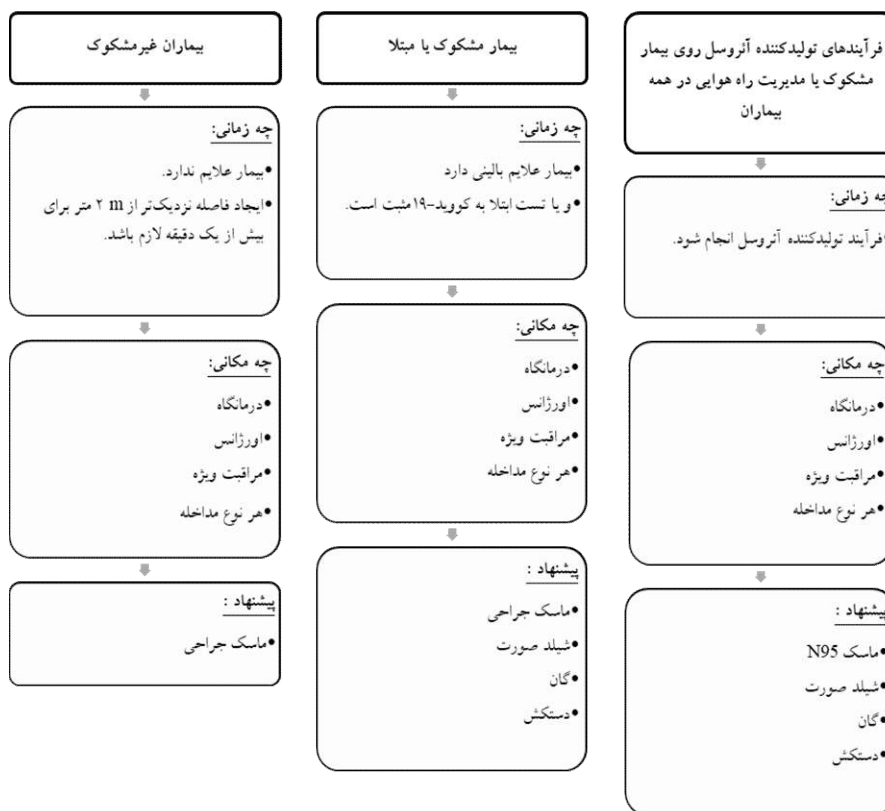 فرآیندهای تولیدکننده آئروسل روی بیمار
مشکوک یا مدیریت راه هوایی در همه
بیماران
چه زمانی:
•فرآیند تولیدکننده آئروسل انجام شود.
چه مکانی:
•درمانگاه
•اورژانس
•مراقبت ویژه
•هر نوع مداخله
پیشنهاد :
•ماسک N95
•شیلد صورت
•گان
•دستکش
بیمار مشکوک یا مبتلا
چه زمانی:
•بیمار علایم بالینی دارد
•و یا تست ابتلا به کووید-۱۹مثبت است.
چه مکانی:
•درمانگاه
•اورژانس
•مراقبت ویژه
•هر نوع مداخله
پیشنهاد :
•ماسک جراحی
•شیلد صورت
•گان
•دستکش
بیماران غیرمشکوک
چه زمانی:
•بیمار علایم ندارد.
•ایجاد فاصله نزدیک‌تر از ۲ m متر برای
بیش از یک دقیقه لازم باشد.
چه مکانی:
•درمانگاه
•اورژانس
•مراقبت ویژه
•هر نوع مداخله
پیشنهاد :
•ماسک جراحی